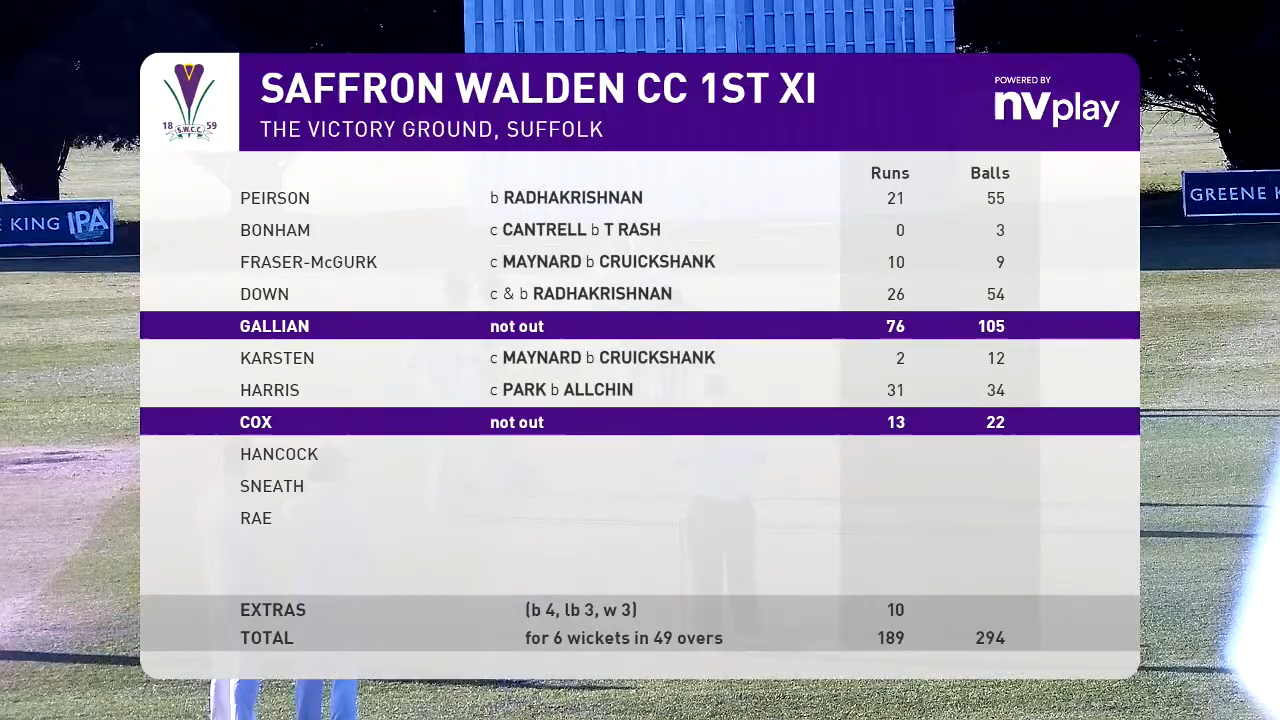 SAFFRON WALDEN CC 1ST XI
THE VICTORY GROUND, SUFFOLK
18 59
S.W.C.C.
POWERED BY
nvplay
Runs Balls
PEIRSON b RADHAKRISHNAN 21 55
BONHAM c CANTRELL b T RASH 0 3
FRASER-McGURK c MAYNARD b CRUICKSHANK 10 9
DOWN c & b RADHAKRISHNAN 26 54
GALLIAN not out 76 105
KARSTEN c MAYNARD b CRUICKSHANK 2 12
HARRIS c PARK b ALLCHIN 31 34
COX not out 13 22
HANCOCK
SNEATH
RAE
EXTRAS (b 4, lb 3, w 3) 10
TOTAL for 6 wickets in 49 overs 189 294
E KING IPA
GREENE K